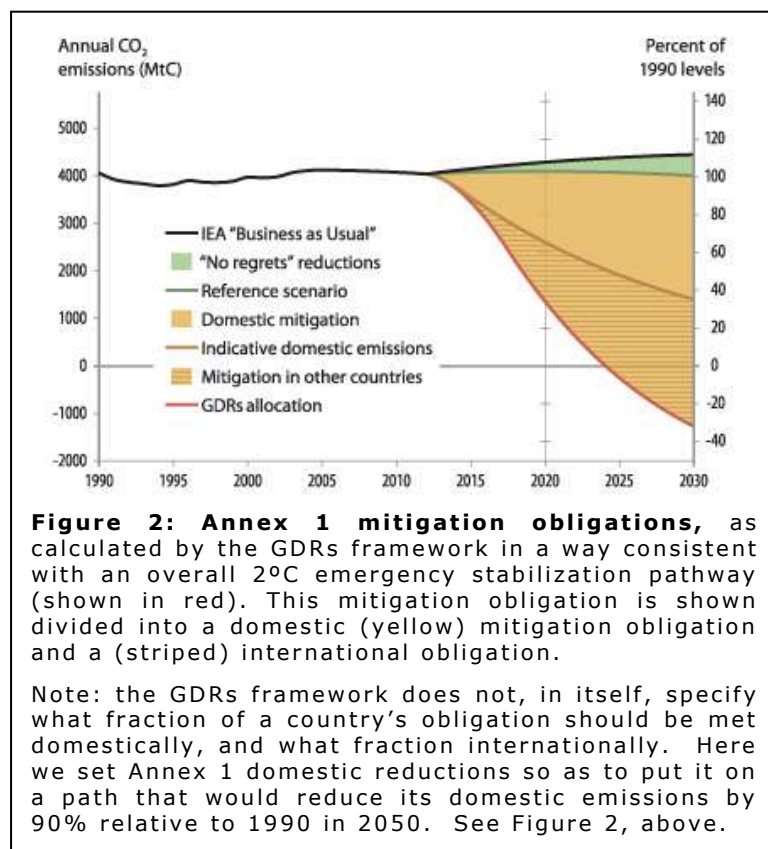 Annual CO₂
emissions (MtC)
Percent of
1990 levels
5000
4000
3000
2000
1000
0
-1000
-2000
140
120
100
80
60
40
20
0
-20
-40
IEA "Business as Usual"
"No regrets" reductions
Reference scenario
Domestic mitigation
Indicative domestic emissions
Mitigation in other countries
GDRs allocation
1990 1995 2000 2005 2010 2015 2020 2025 2030
Figure 2: Annex 1 mitigation obligations, as
calculated by the GDRs framework in a way consistent
with an overall 2ºC emergency stabilization pathway
(shown in red). This mitigation obligation is shown
divided into a domestic (yellow) mitigation obligation
and a (striped) international obligation.
Note: the GDRs framework does not, in itself, specify
what fraction of a country's obligation should be met
domestically, and what fraction internationally. Here
we set Annex 1 domestic reductions so as to put it on
a path that would reduce its domestic emissions by
90% relative to 1990 in 2050. See Figure 2, above.